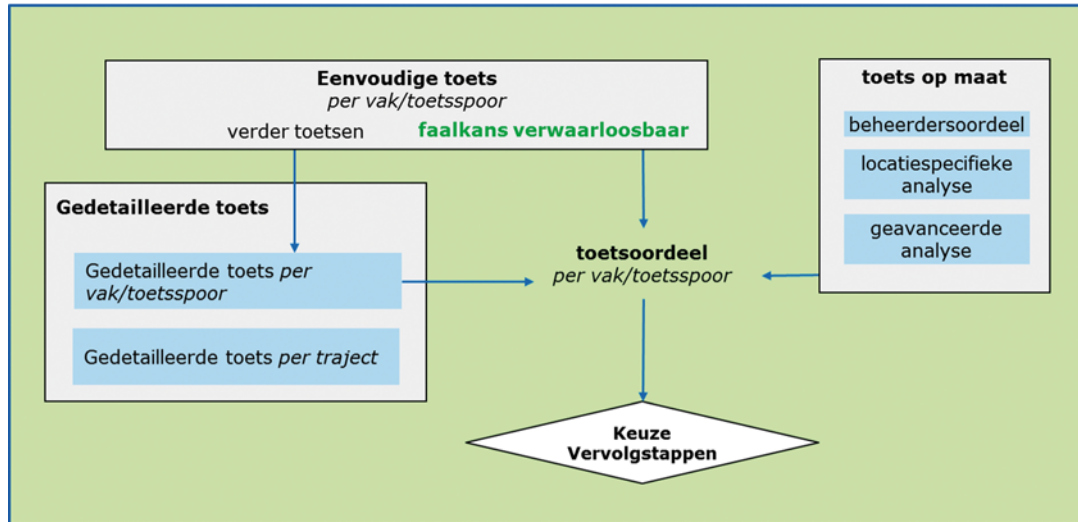 Eenvoudige toets
per vak/toetsspoor
verder toetsen
faalkans verwaarloosbaar
toets op maat
beheerdersoordeel
locatiespecifieke
analyse
geavanceerde
analyse
Gedetailleerde toets
Gedetailleerde toets per
vak/toetsspoor
Gedetailleerde toets per traject
toetsoordeel
per vak/toetsspoor
Keuze
Vervolgstappen